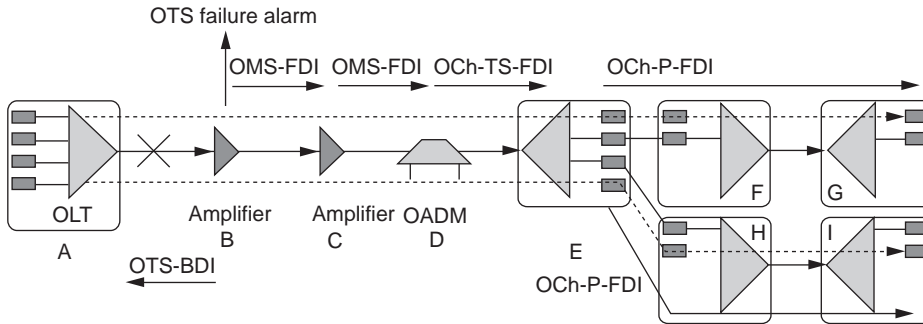 OTS failure alarm
OMS-FDI
OMS-FDI
OCh-TS-FDI
OCh-P-FDI
OLT
A
Amplifier
B
Amplifier
C
OADM
D
E
F
G
H
I
OTS-BDI
OCh-P-FDI